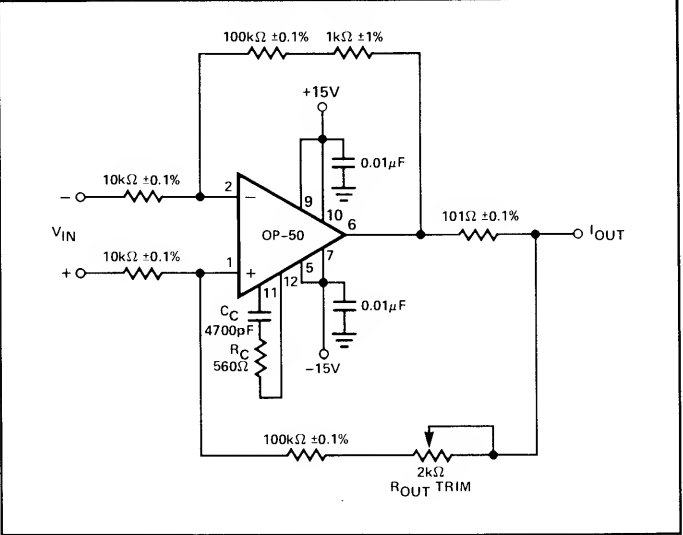 100kΩ ±0.1% 1kΩ ±1%
+15V
0.01μF
10kΩ ±0.1%
− 2 − 9 10
V_IN OP-50 6 101Ω ±0.1% I_OUT
10kΩ ±0.1%
+ 1 + 5 7
11 12
C_C
4700pF
0.01μF
R_C
560Ω
−15V
100kΩ ±0.1%
2kΩ
R_OUT TRIM